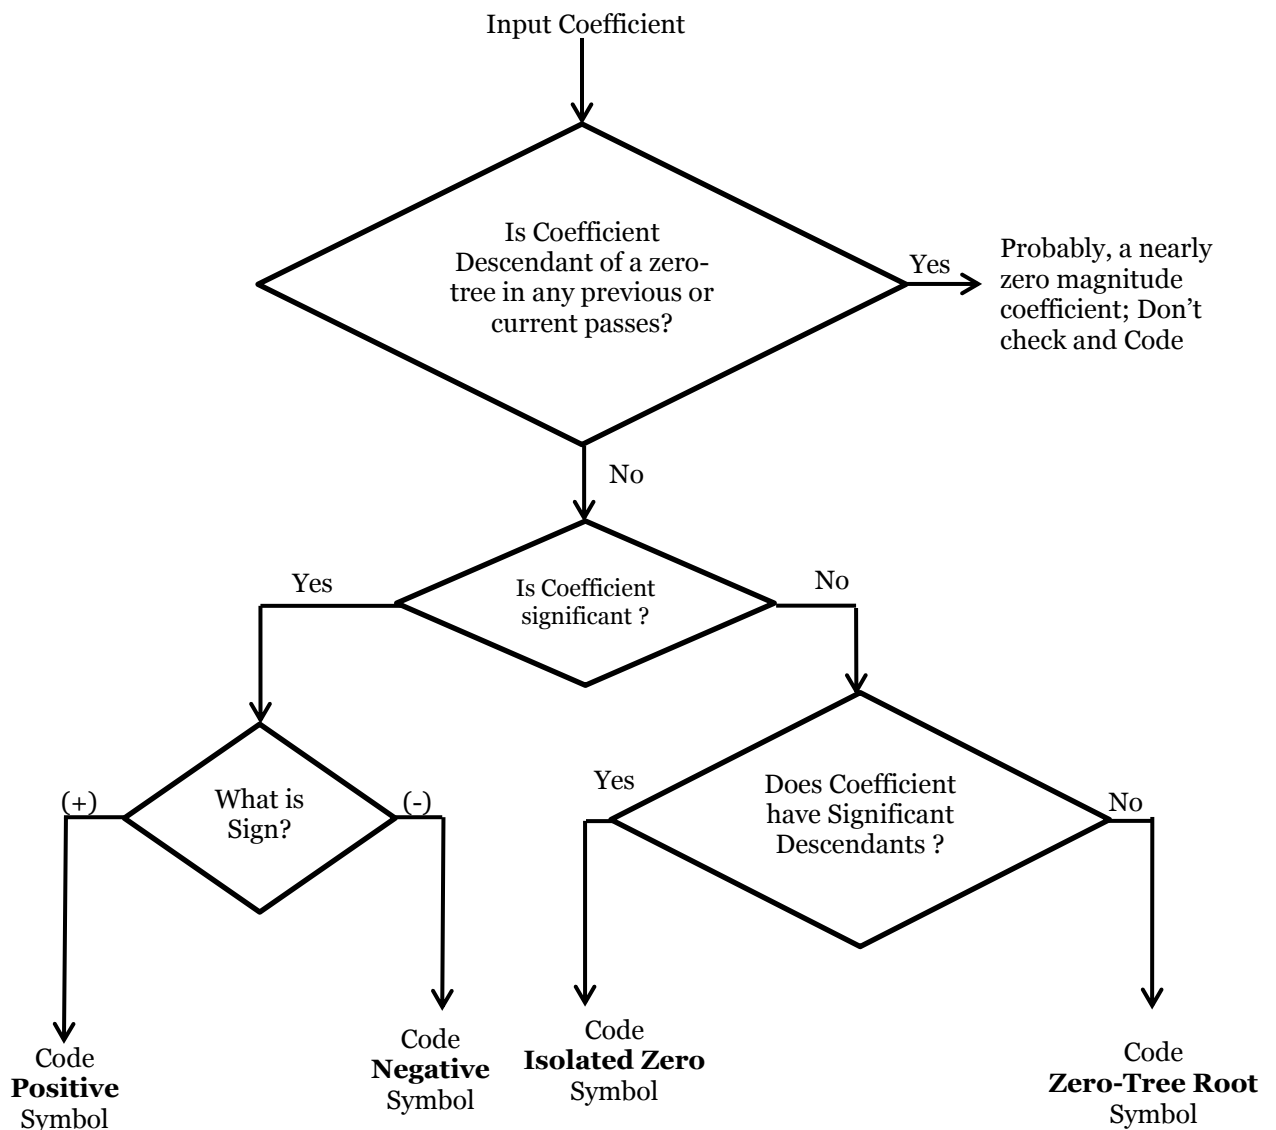 Input Coefficient
Is Coefficient
Descendant of a zero-
tree in any previous or
current passes?
Yes
Probably, a nearly
zero magnitude
coefficient; Don't
check and Code
No
Is Coefficient
significant ?
Yes
No
What is
Sign?
(+)
(-)
Does Coefficient
have Significant
Descendants ?
Yes
No
Code
Positive
Symbol
Code
Negative
Symbol
Code
Isolated Zero
Symbol
Code
Zero-Tree Root
Symbol